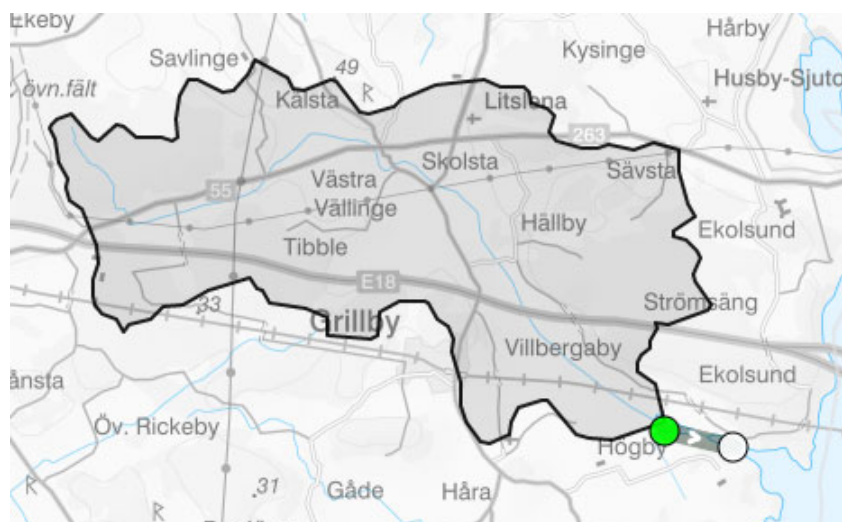 Ekeby
Hårby
Savlinge
Kysinge
49
R
Husby-Sjuto
övn.fält
Kälsta
Litslena
263
Skolsta
Sävsta
55
Västra
Vällinge
Hällby
Ekolsund
Tibble
E18
33
Strömsäng
Grillby
Villbergaby
ånsta
Ekolsund
Öv. Rickeby
Högby
R
31
Gåde
Håra
R